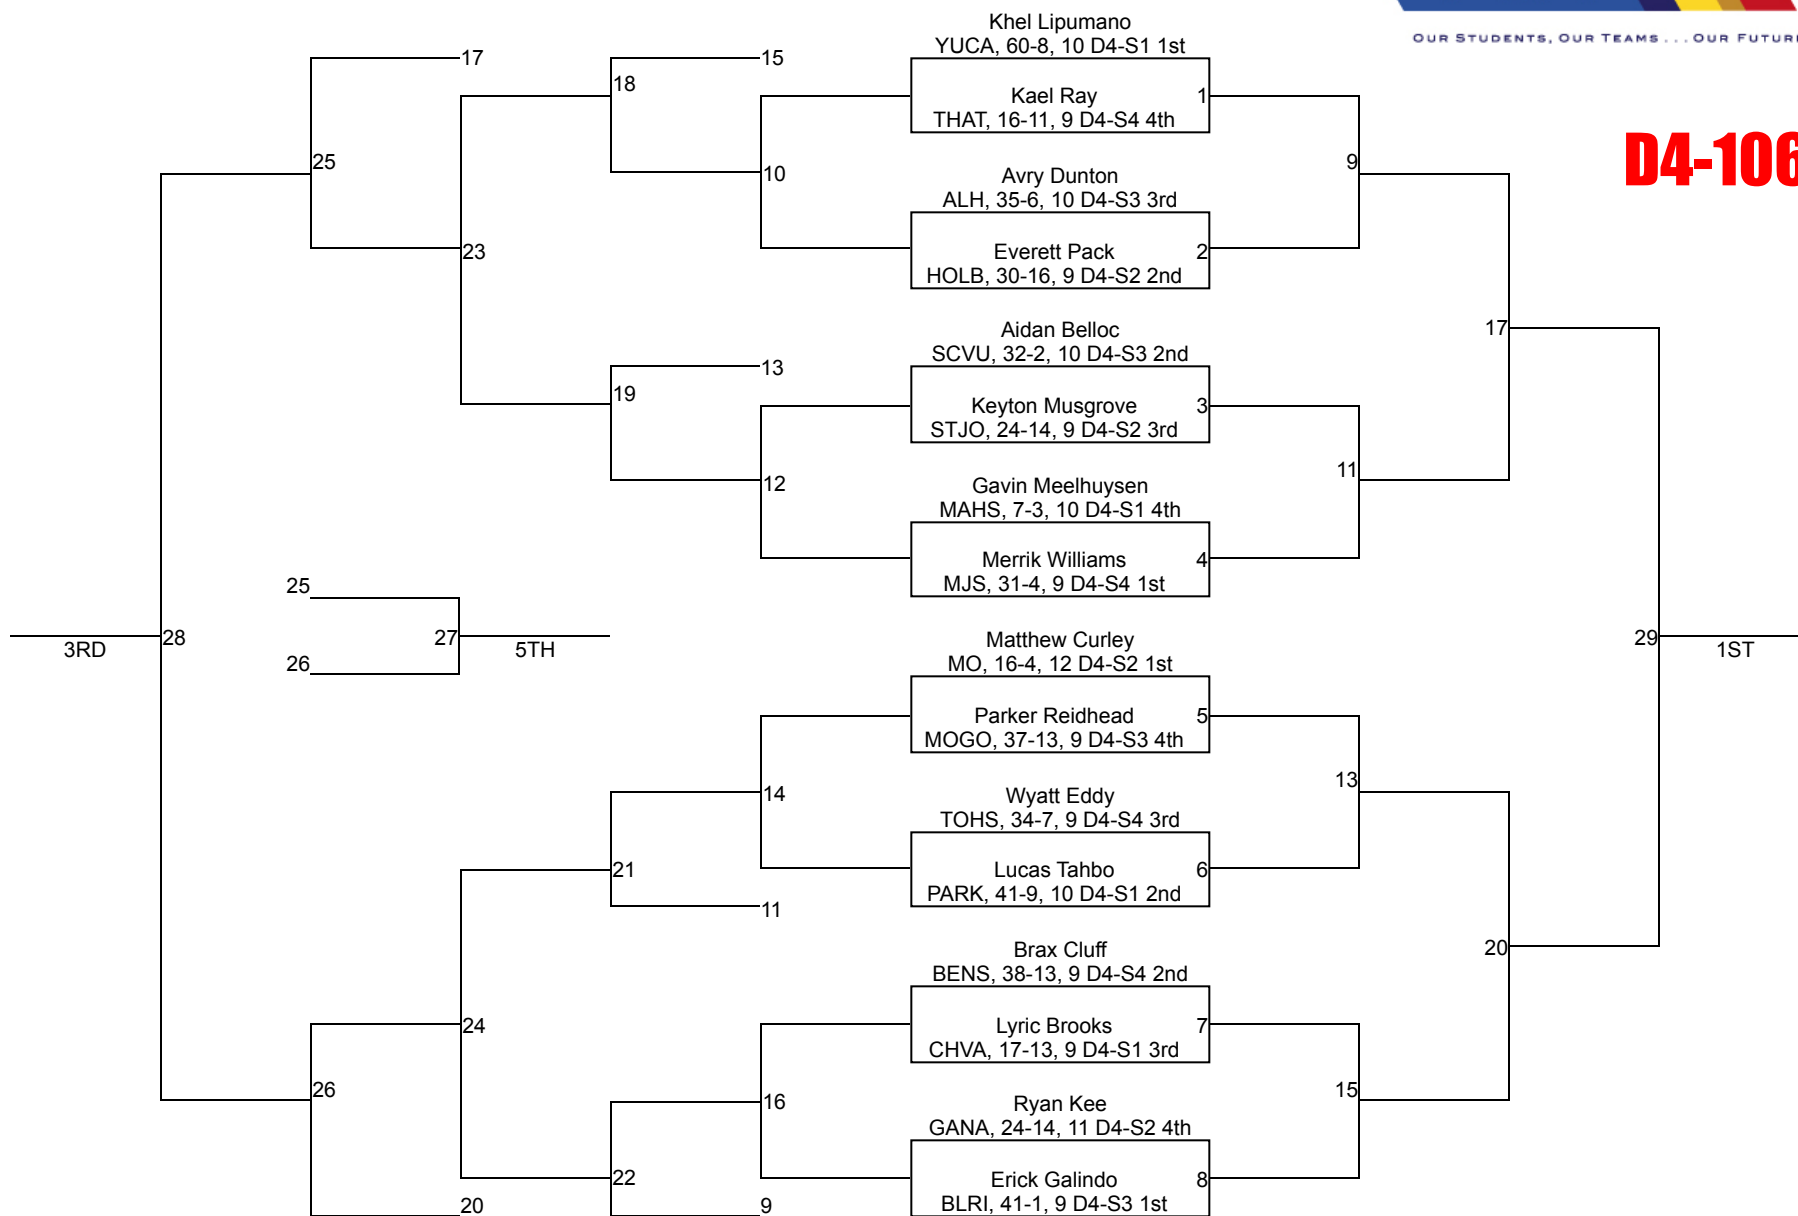 OUR STUDENTS, OUR TEAMS . . . OUR FUTURE
D4-106
Khel Lipumano
YUCA, 60-8, 10 D4-S1 1st
17
15
18
Kael Ray
1
THAT, 16-11, 9 D4-S4 4th
25
9
10
Avry Dunton
ALH, 35-6, 10 D4-S3 3rd
23
Everett Pack
2
HOLB, 30-16, 9 D4-S2 2nd
Aidan Belloc
17
SCVU, 32-2, 10 D4-S3 2nd
13
19
Keyton Musgrove
3
STJO, 24-14, 9 D4-S2 3rd
11
12
Gavin Meelhuysen
MAHS, 7-3, 10 D4-S1 4th
Merrik Williams
4
MJS, 31-4, 9 D4-S4 1st
25
3RD
28
27
5TH
26
29
1ST
Matthew Curley
MO, 16-4, 12 D4-S2 1st
Parker Reidhead
5
MOGO, 37-13, 9 D4-S3 4th
13
14
Wyatt Eddy
TOHS, 34-7, 9 D4-S4 3rd
21
Lucas Tahbo
6
PARK, 41-9, 10 D4-S1 2nd
11
20
Brax Cluff
BENS, 38-13, 9 D4-S4 2nd
24
Lyric Brooks
7
CHVA, 17-13, 9 D4-S1 3rd
26
15
16
Ryan Kee
GANA, 24-14, 11 D4-S2 4th
22
Erick Galindo
8
BLRI, 41-1, 9 D4-S3 1st
20
9